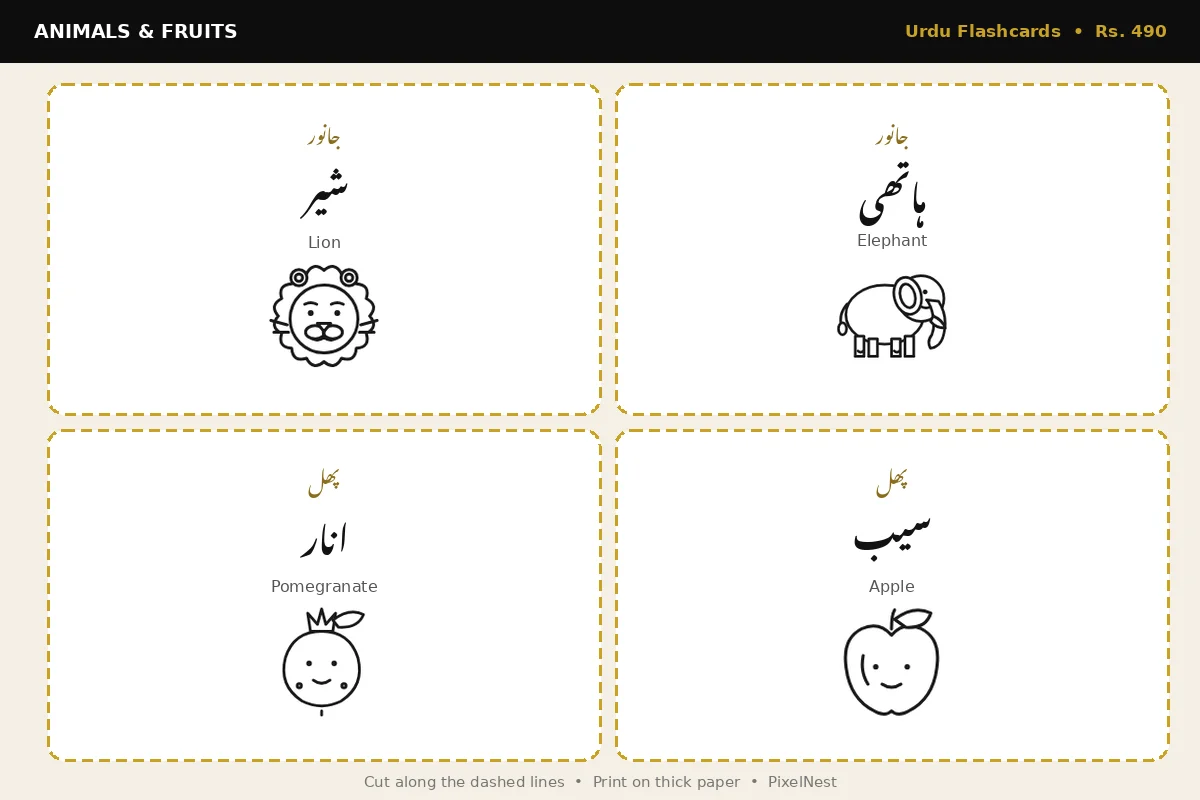 ANIMALS & FRUITS
Urdu Flashcards • Rs. 490
جانور
شیر
Lion
جانور
ہاتھی
Elephant
پھل
انار
Pomegranate
پھل
سیب
Apple
Cut along the dashed lines • Print on thick paper • PixelNest